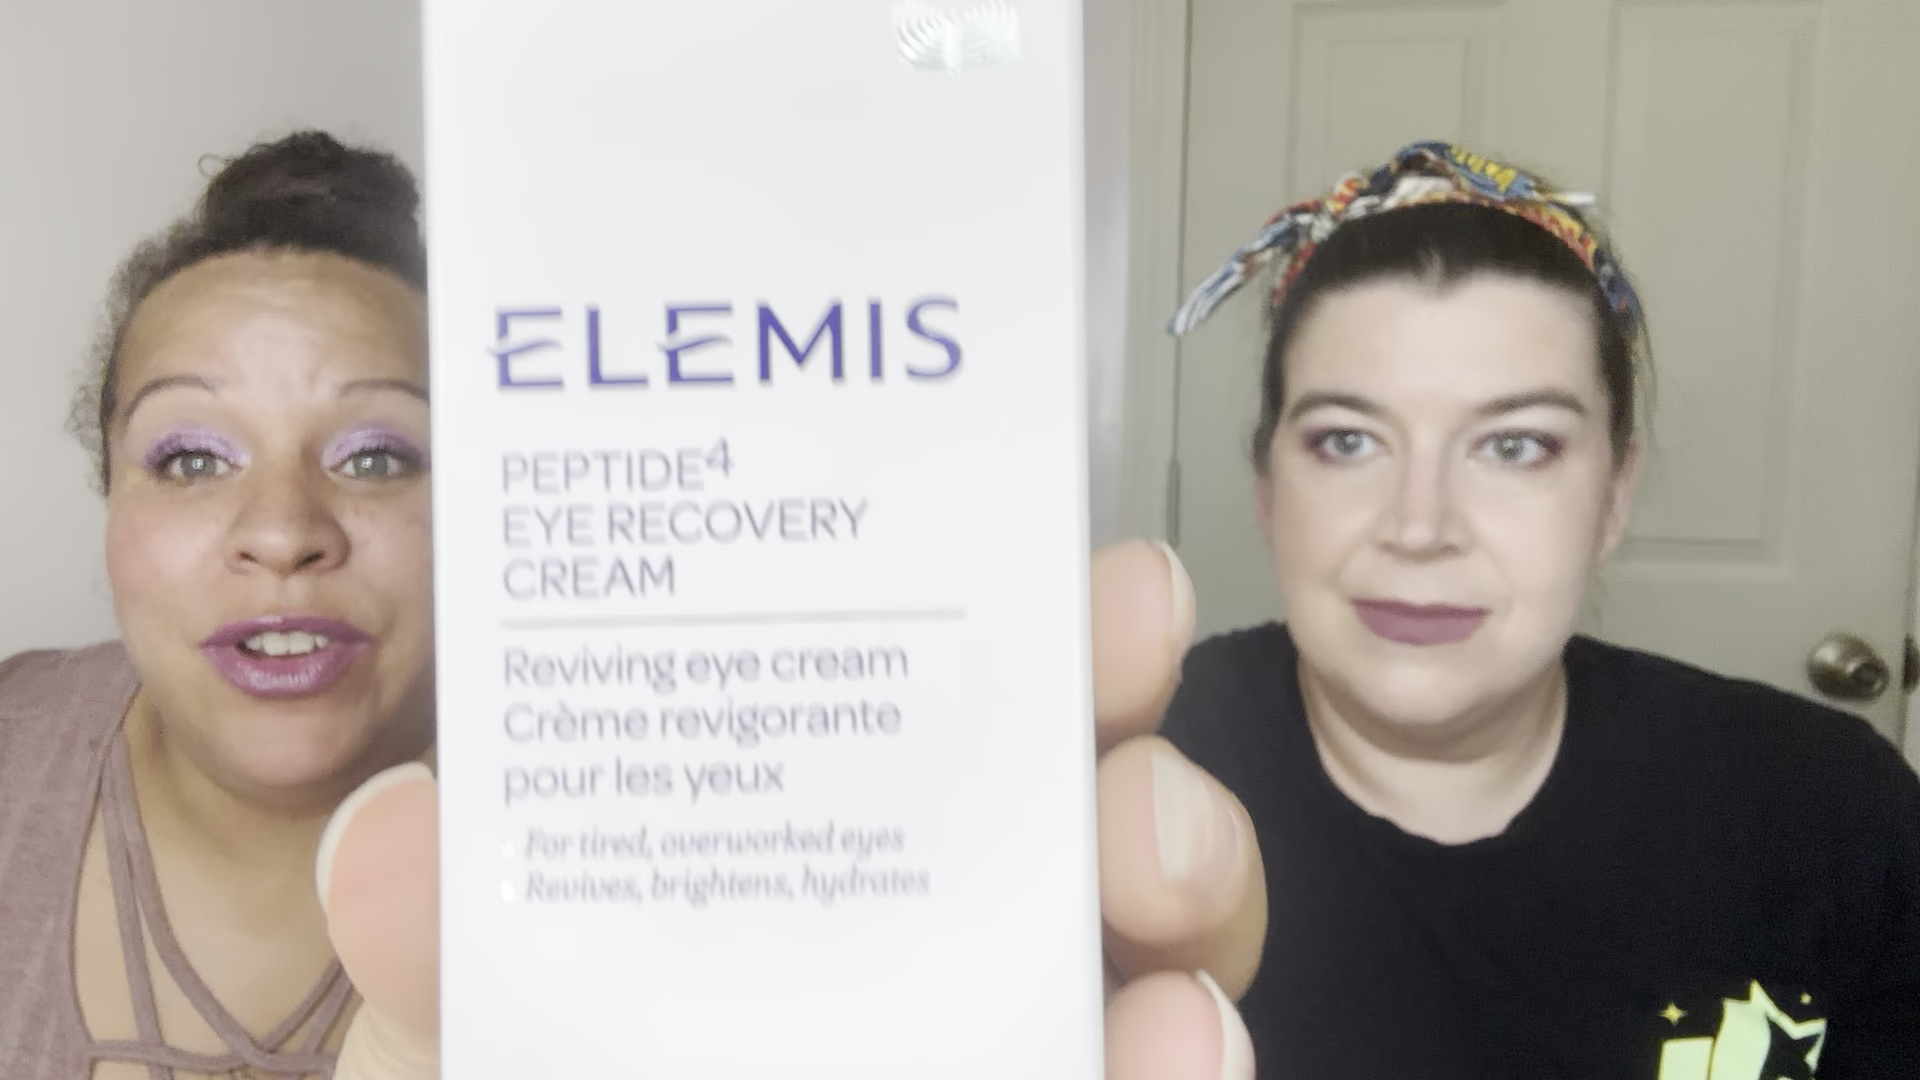 ELEMIS
PEPTIDE⁴
EYE RECOVERY
CREAM
Reviving eye cream
Crème revigorante
pour les yeux
For tired, overworked eyes
Revives, brightens, hydrates